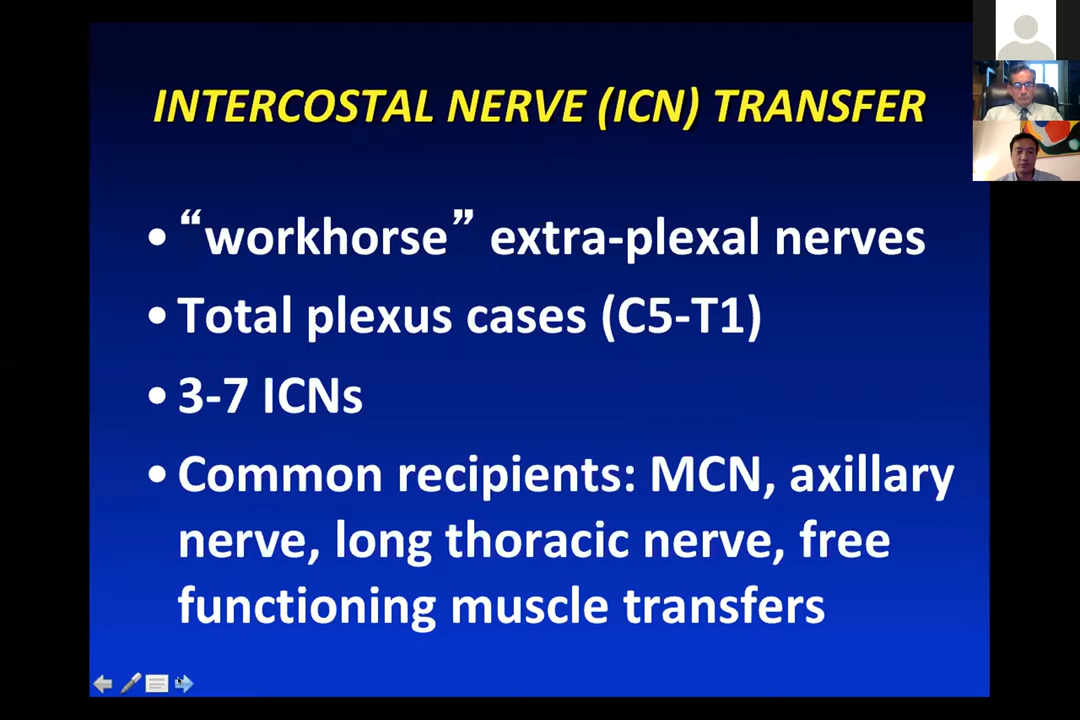 INTERCOSTAL NERVE (ICN) TRANSFER
• “workhorse” extra-plexal nerves
• Total plexus cases (C5-T1)
• 3-7 ICNs
• Common recipients: MCN, axillary
nerve, long thoracic nerve, free
functioning muscle transfers